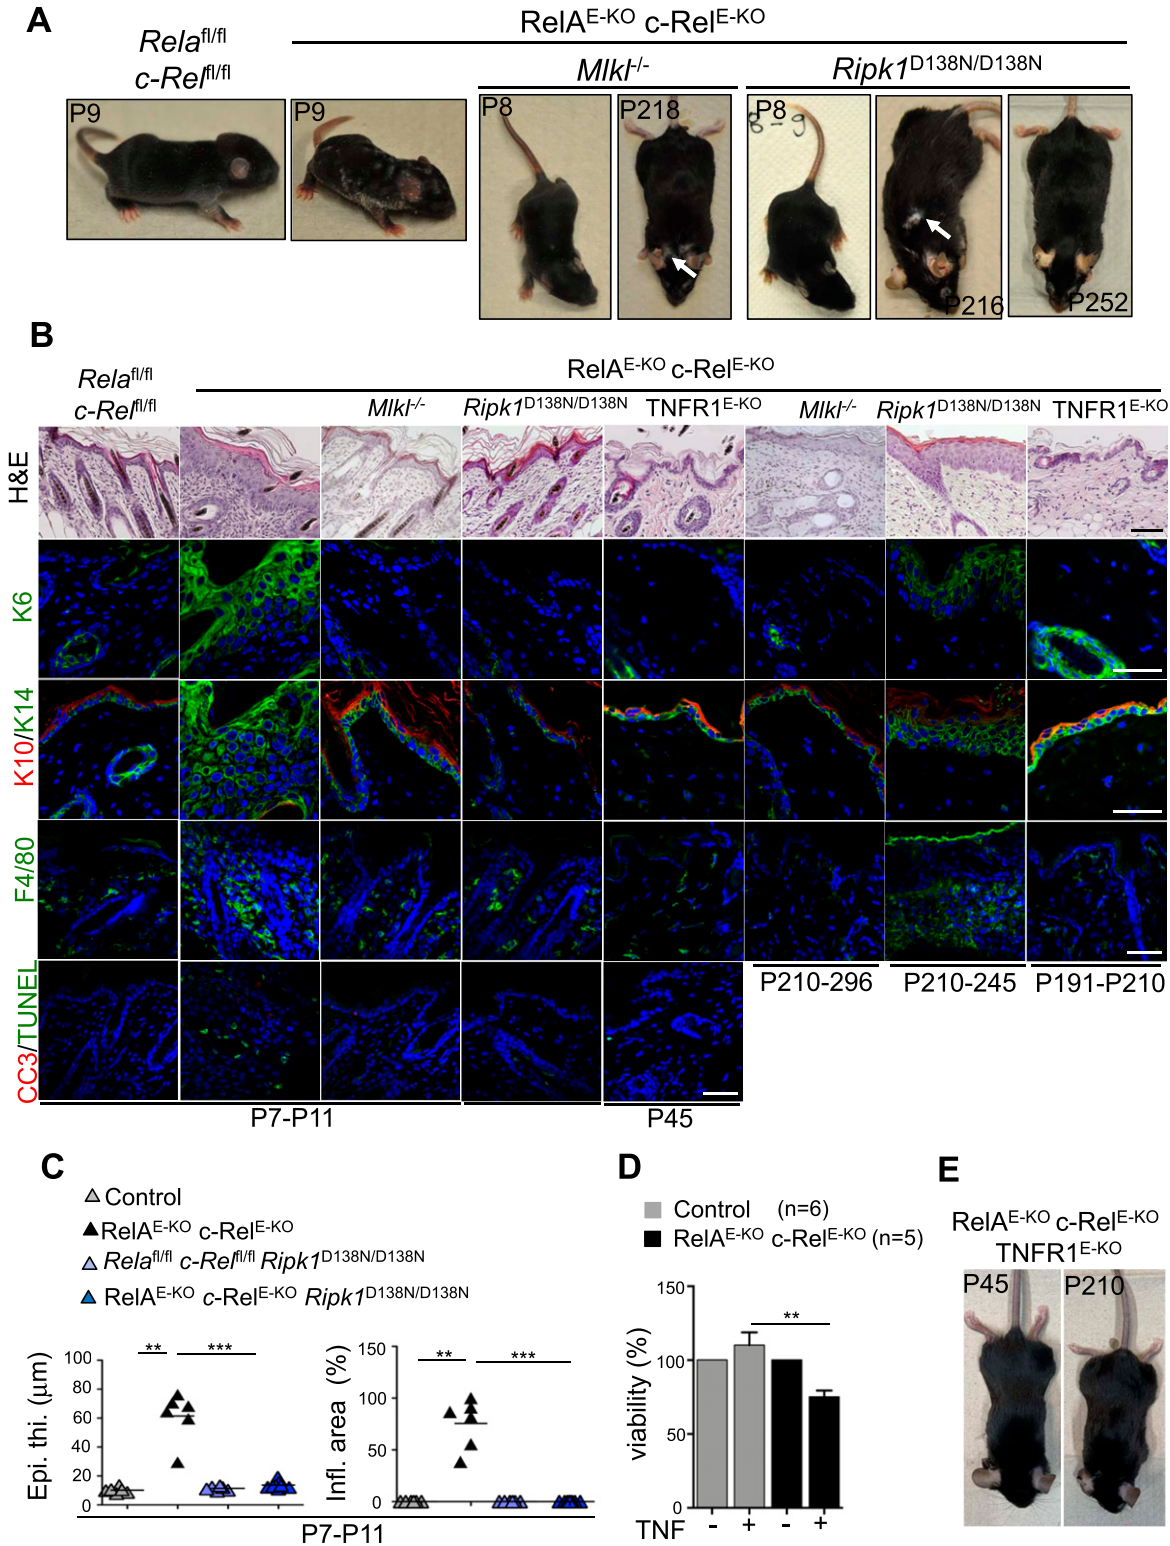 A
Rela^fl/fl
c-Rel^fl/fl
RelA^E-KO c-Rel^E-KO
Mlkl^-/-
Ripk1^D138N/D138N
P9
P9
P8
P218
P8
8-9
P216
P252
B
Rela^fl/fl
c-Rel^fl/fl
RelA^E-KO c-Rel^E-KO
Mlkl^-/-
Ripk1^D138N/D138N
TNFR1^E-KO
Mlkl^-/-
Ripk1^D138N/D138N
TNFR1^E-KO
H&E
K6
K10/K14
F4/80
CC3/TUNEL
P210-296
P210-245
P191-P210
P7-P11
P45
C
Control
RelA^E-KO c-Rel^E-KO
Rela^fl/fl c-Rel^fl/fl Ripk1^D138N/D138N
RelA^E-KO c-Rel^E-KO Ripk1^D138N/D138N
Epi. thi. (μm)
100
80
60
40
20
0
** ***
Infl. area (%)
150
100
50
0
** ***
P7-P11
D
Control (n=6)
RelA^E-KO c-Rel^E-KO (n=5)
viability (%)
150
100
50
0
**
TNF - + - +
E
RelA^E-KO c-Rel^E-KO
TNFR1^E-KO
P45
P210